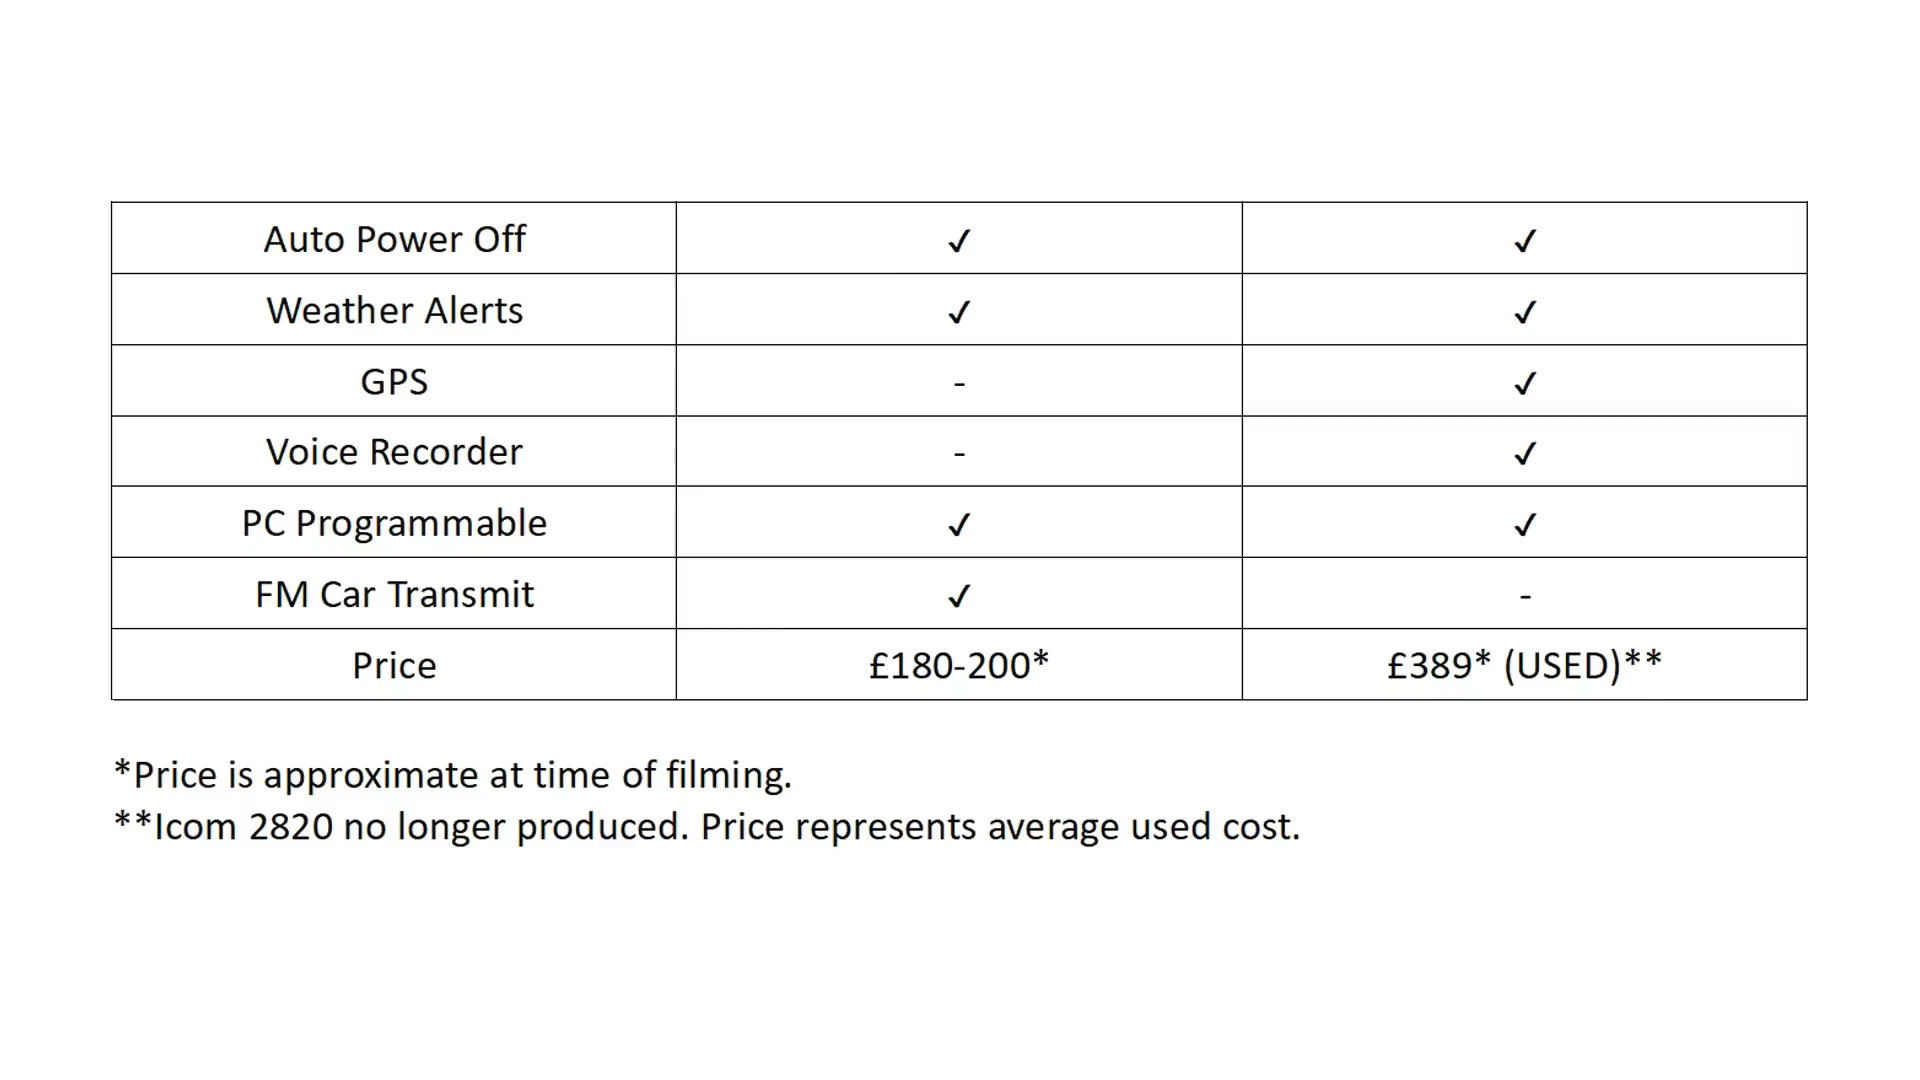 Auto Power Off ✓ ✓
Weather Alerts ✓ ✓
GPS - ✓
Voice Recorder - ✓
PC Programmable ✓ ✓
FM Car Transmit ✓ -
Price £180-200* £389* (USED)**
*Price is approximate at time of filming.
**Icom 2820 no longer produced. Price represents average used cost.